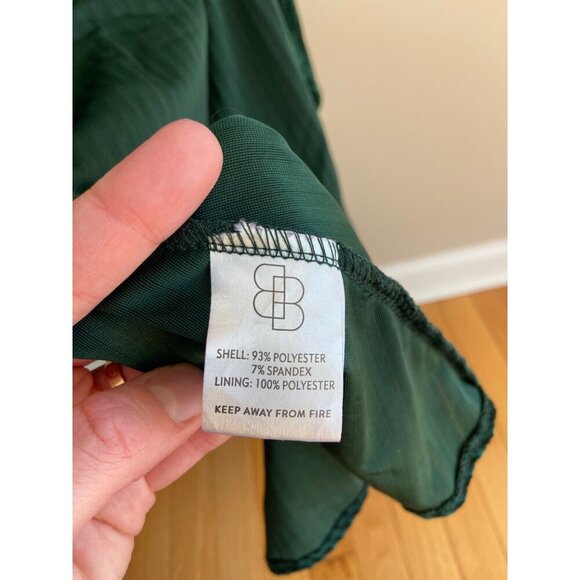 SHELL: 93% POLYESTER
7% SPANDEX
LINING: 100% POLYESTER
KEEP AWAY FROM FIRE